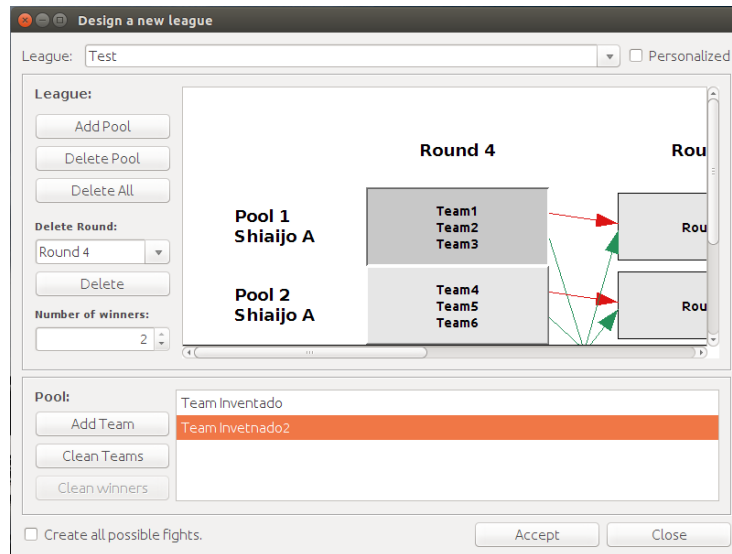 Design a new league
League: Test Personalized
League:
Add Pool
Delete Pool
Delete All
Delete Round:
Round 4
Delete
Number of winners:
2
Round 4
Rou
Pool 1
Shiaijo A
Team1
Team2
Team3
Rou
Pool 2
Shiaijo A
Team4
Team5
Team6
Rou
Pool:
Add Team
Clean Teams
Clean winners
Team Inventado
Team Invetnado2
Create all possible fights.
Accept
Close